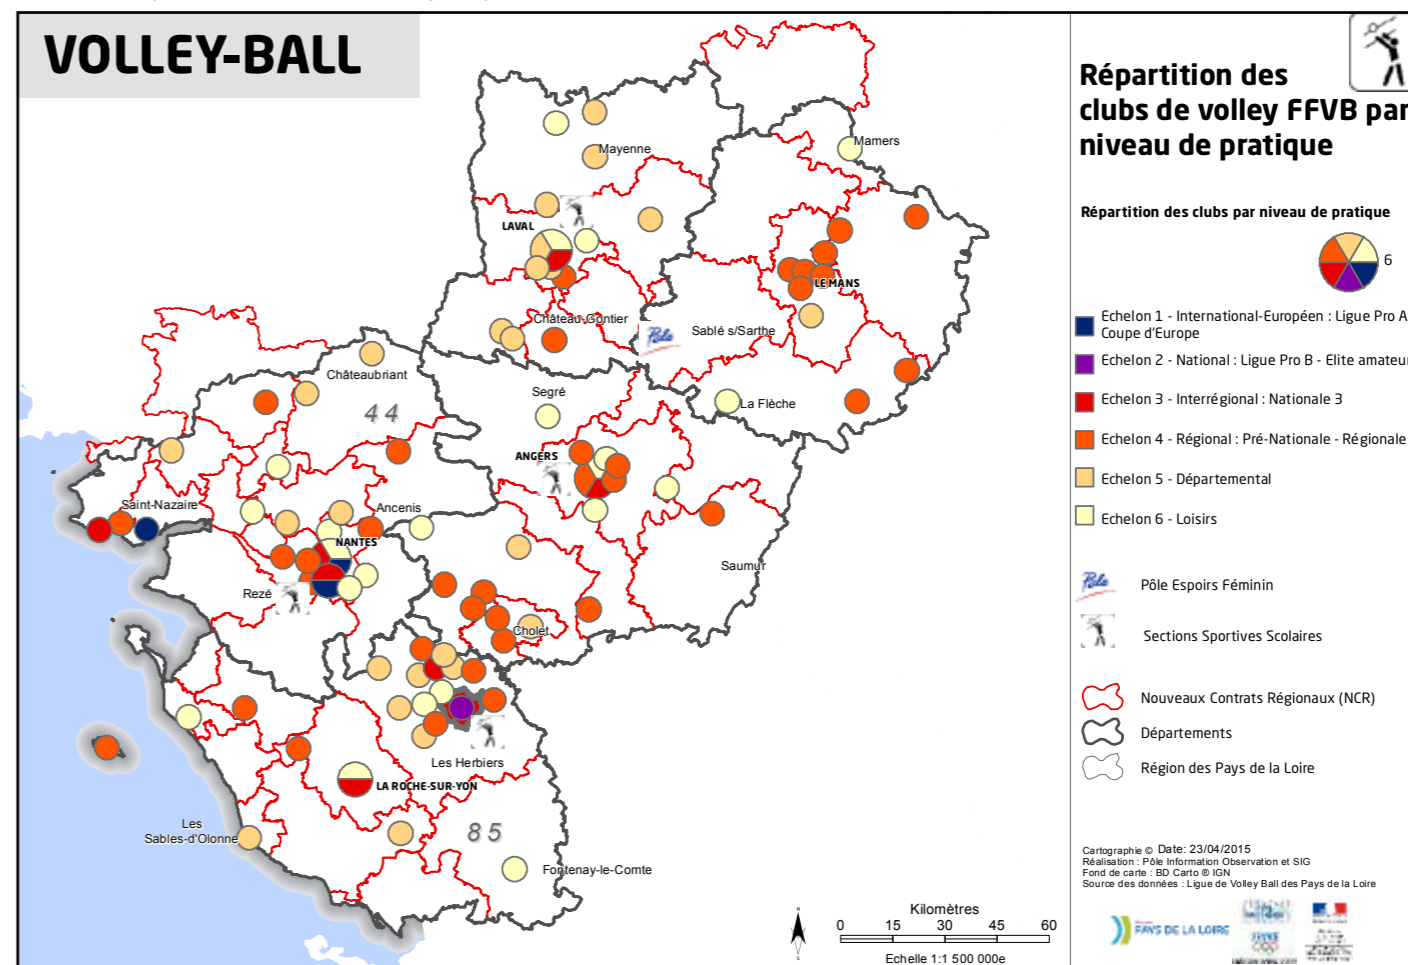 VOLLEY-BALL
Mamers
Mayenne
LAVAL
LE MANS
Château-Gontier
Pôle
Sablé s/Sarthe
Châteaubriant
Segré
La Flèche
44
ANGERS
Saint-Nazaire
Ancenis
NANTES
Saumur
Rezé
Cholet
Les Herbiers
LA ROCHE-SUR-YON
Les
Sables-d'Olonne
85
Fontenay-le-Comte
Kilomètres
0 15 30 45 60
Echelle 1:1 500 000e
N
S
Répartition des
clubs de volley FFVB par
niveau de pratique
Répartition des clubs par niveau de pratique
6
Echelon 1 - International-Européen : Ligue Pro A
Coupe d'Europe
Echelon 2 - National : Ligue Pro B - Elite amateur
Echelon 3 - Interrégional : Nationale 3
Echelon 4 - Régional : Pré-Nationale - Régionale
Echelon 5 - Départemental
Echelon 6 - Loisirs
Pôle
Pôle Espoirs Féminin
Sections Sportives Scolaires
Nouveaux Contrats Régionaux (NCR)
Départements
Région des Pays de la Loire
Cartographie © Date: 23/04/2015
Réalisation : Pôle Information Observation et SIG
Fond de carte : BD Carto ® IGN
Source des données : Ligue de Volley Ball des Pays de la Loire
PAYS DE LA LOIRE